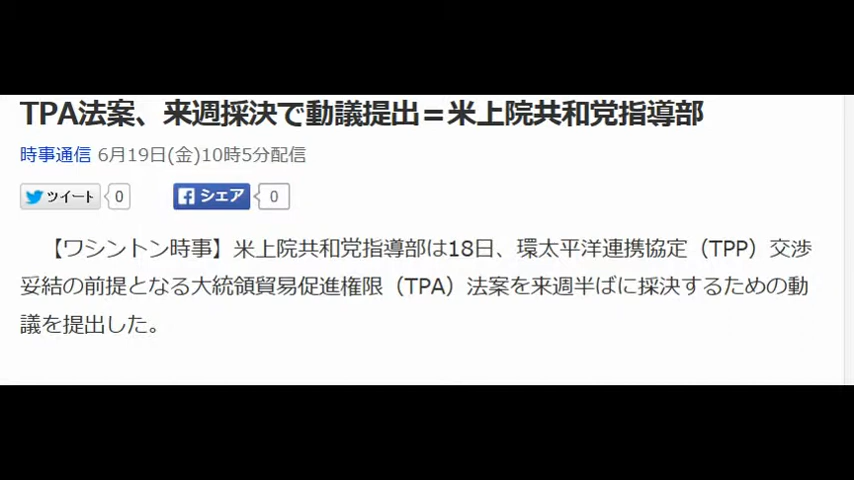 TPA法案、来週採決で動議提出＝米上院共和党指導部
時事通信 6月19日(金)10時5分配信
ツイート 0 シェア 0
【ワシントン時事】米上院共和党指導部は18日、環太平洋連携協定（TPP）交渉
妥結の前提となる大統領貿易促進権限（TPA）法案を来週半ばに採決するための動
議を提出した。